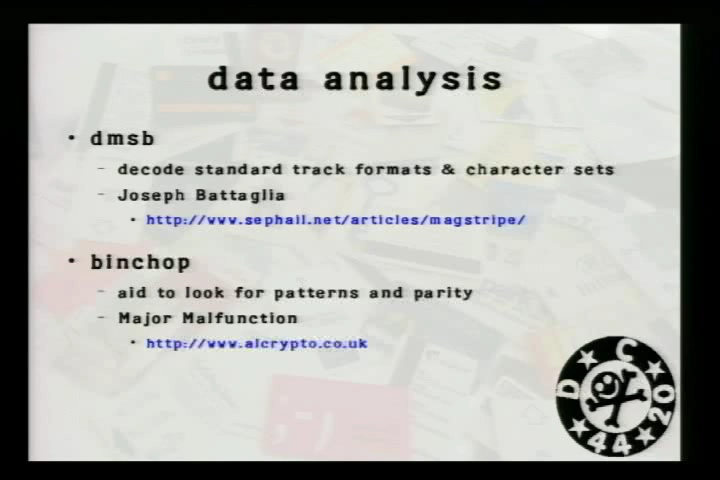 data analysis
• dmsb
– decode standard track formats & character sets
– Joseph Battaglia
• http://www.sephail.net/articles/magstripe/
• binchop
– aid to look for patterns and parity
– Major Malfunction
• http://www.alcrypto.co.uk
DC4420